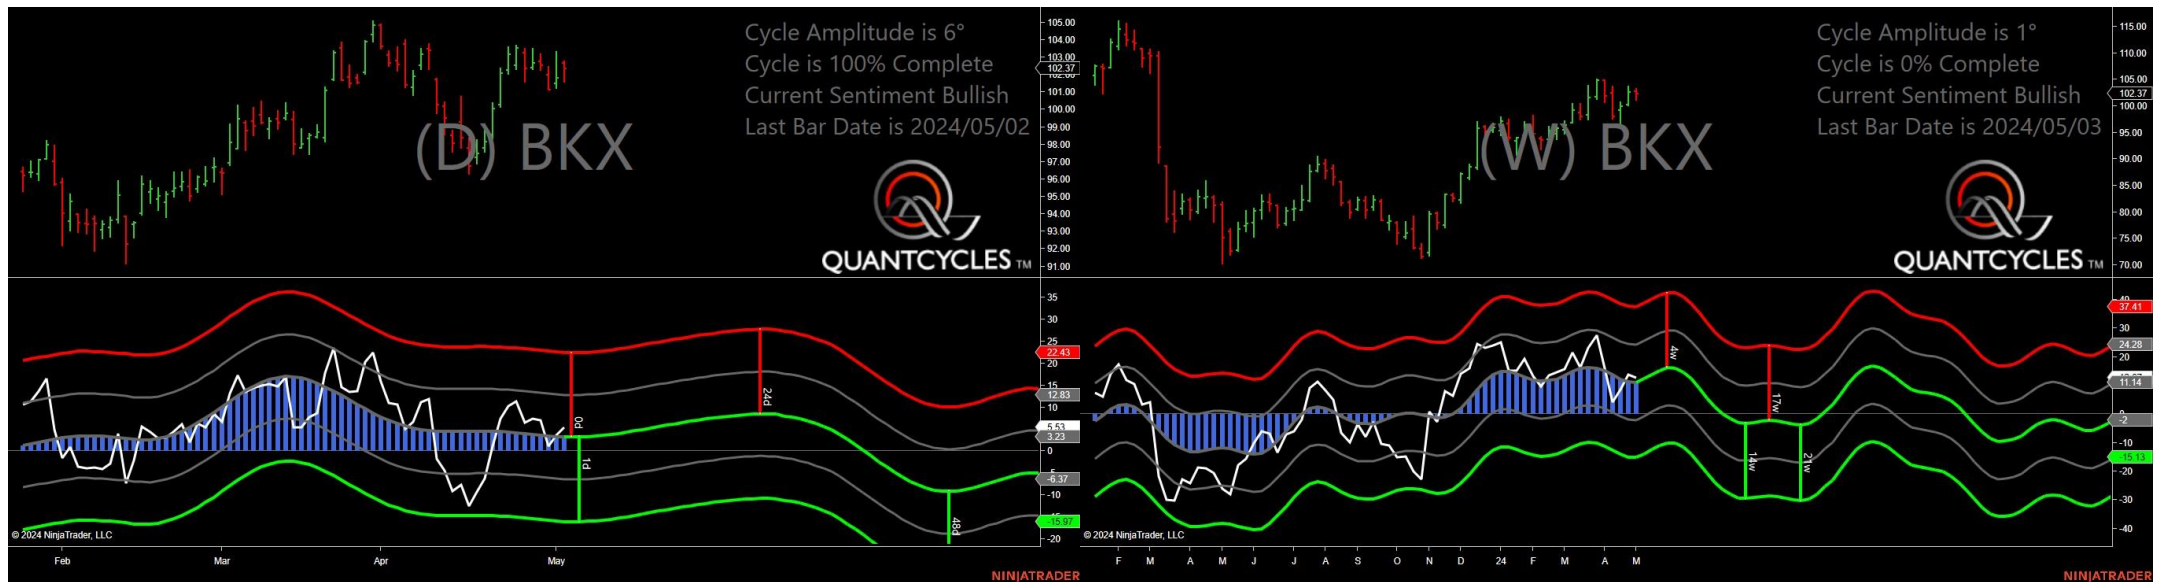 Cycle Amplitude is 6°
Cycle is 100% Complete
Current Sentiment Bullish
Last Bar Date is 2024/05/02
(D) BKX
QUANTCYCLES TM
105.00
104.00
103.00
102.37
101.00
100.00
99.00
98.00
97.00
96.00
95.00
94.00
93.00
92.00
91.00
35
30
25
22.43
20
15
12.83
10
5.53
3.23
0
-6.37
-10
-15.97
-20
0d
1d
24d
48d
© 2024 NinjaTrader, LLC
Feb Mar Apr May
NINJATRADER
Cycle Amplitude is 1°
Cycle is 0% Complete
Current Sentiment Bullish
Last Bar Date is 2024/05/03
(W) BKX
QUANTCYCLES TM
115.00
110.00
105.00
102.37
100.00
95.00
90.00
85.00
80.00
75.00
70.00
40
37.41
30
24.28
20
11.14
0
-2
-10
-15.13
-20
-30
-40
4w
17w
14w
21w
© 2024 NinjaTrader, LLC
F M A M J J A S O N D 24 F M A M
NINJATRADER